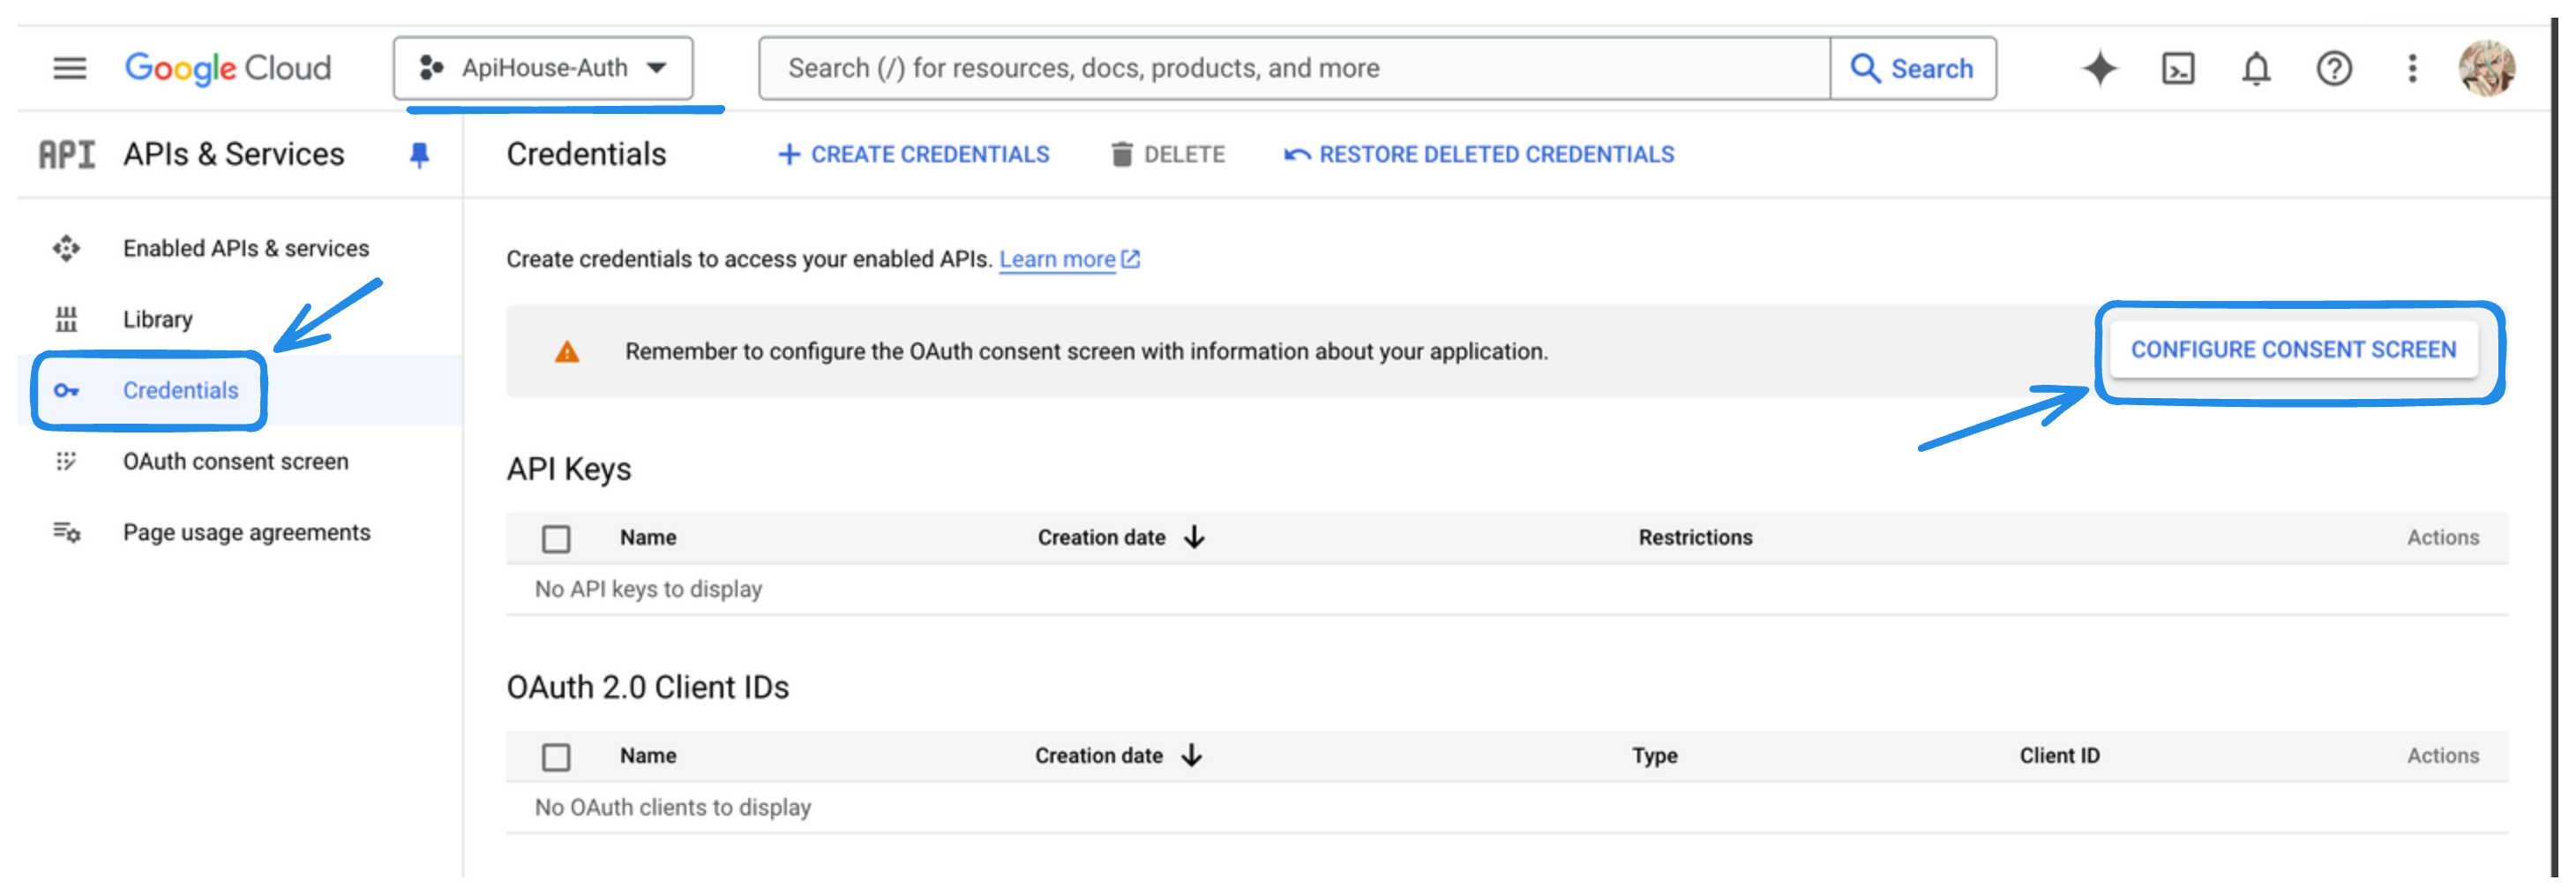 Google Cloud ApiHouse-Auth Search (/) for resources, docs, products, and more Search
API APIs & Services Credentials CREATE CREDENTIALS DELETE RESTORE DELETED CREDENTIALS
Enabled APIs & services
Library
Credentials
OAuth consent screen
Page usage agreements
Create credentials to access your enabled APIs. Learn more
Remember to configure the OAuth consent screen with information about your application. CONFIGURE CONSENT SCREEN
API Keys
Name Creation date Restrictions Actions
No API keys to display
OAuth 2.0 Client IDs
Name Creation date Type Client ID Actions
No OAuth clients to display